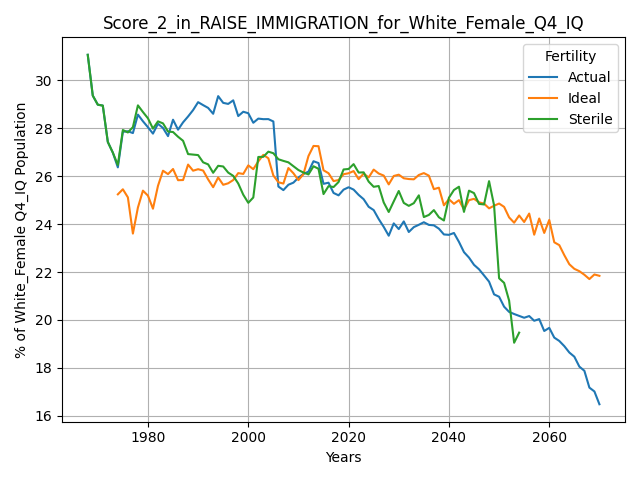 Score_2_in_RAISE_IMMIGRATION_for_White_Female_Q4_IQ
% of White_Female Q4_IQ Population
30
28
26
24
22
20
18
16
Fertility
Actual
Ideal
Sterile
1980
2000
2020
2040
2060
Years